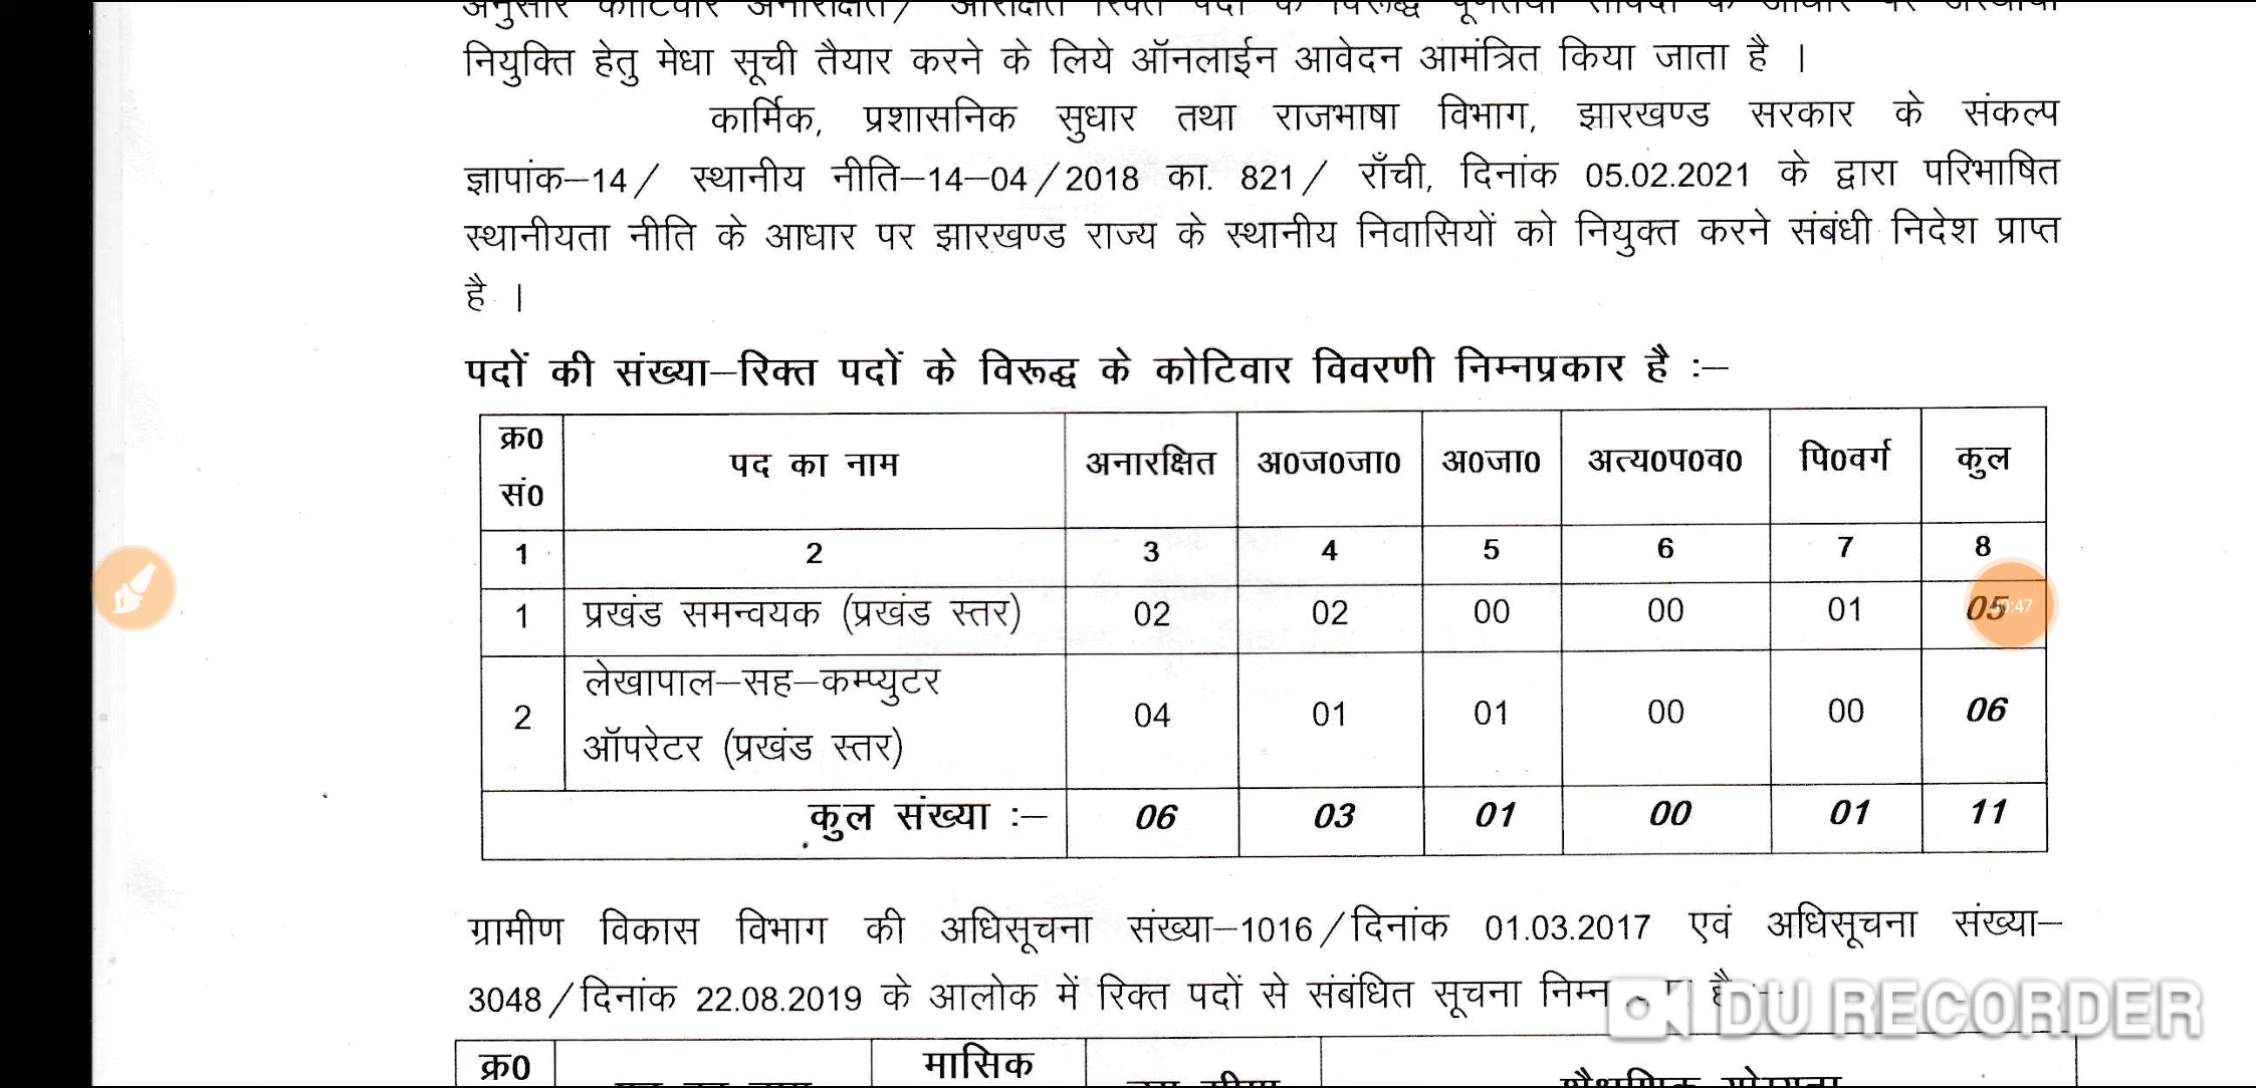 नियुक्ति हेतु मेधा सूची तैयार करने के लिये ऑनलाईन आवेदन आमंत्रित किया जाता है ।
कार्मिक, प्रशासनिक सुधार तथा राजभाषा विभाग, झारखण्ड सरकार के संकल्प
ज्ञापांक–14/ स्थानीय नीति–14–04/2018 का. 821/ राँची, दिनांक 05.02.2021 के द्वारा परिभाषित
स्थानीयता नीति के आधार पर झारखण्ड राज्य के स्थानीय निवासियों को नियुक्त करने संबंधी निदेश प्राप्त
है ।
पदों की संख्या–रिक्त पदों के विरूद्ध के कोटिवार विवरणी निम्नप्रकार है :–
क्र0 सं0 पद का नाम अनारक्षित अ0ज0जा0 अ0जा0 अत्य0प0व0 पि0वर्ग कुल
1 2 3 4 5 6 7 8
1 प्रखंड समन्वयक (प्रखंड स्तर) 02 02 00 00 01 05
2 लेखापाल–सह–कम्प्युटर
ऑपरेटर (प्रखंड स्तर) 04 01 01 00 00 06
कुल संख्या :– 06 03 01 00 01 11
ग्रामीण विकास विभाग की अधिसूचना संख्या–1016/दिनांक 01.03.2017 एवं अधिसूचना संख्या–
3048/दिनांक 22.08.2019 के आलोक में रिक्त पदों से संबंधित सूचना निम्न है
DU RECORDER
क्र0 मासिक